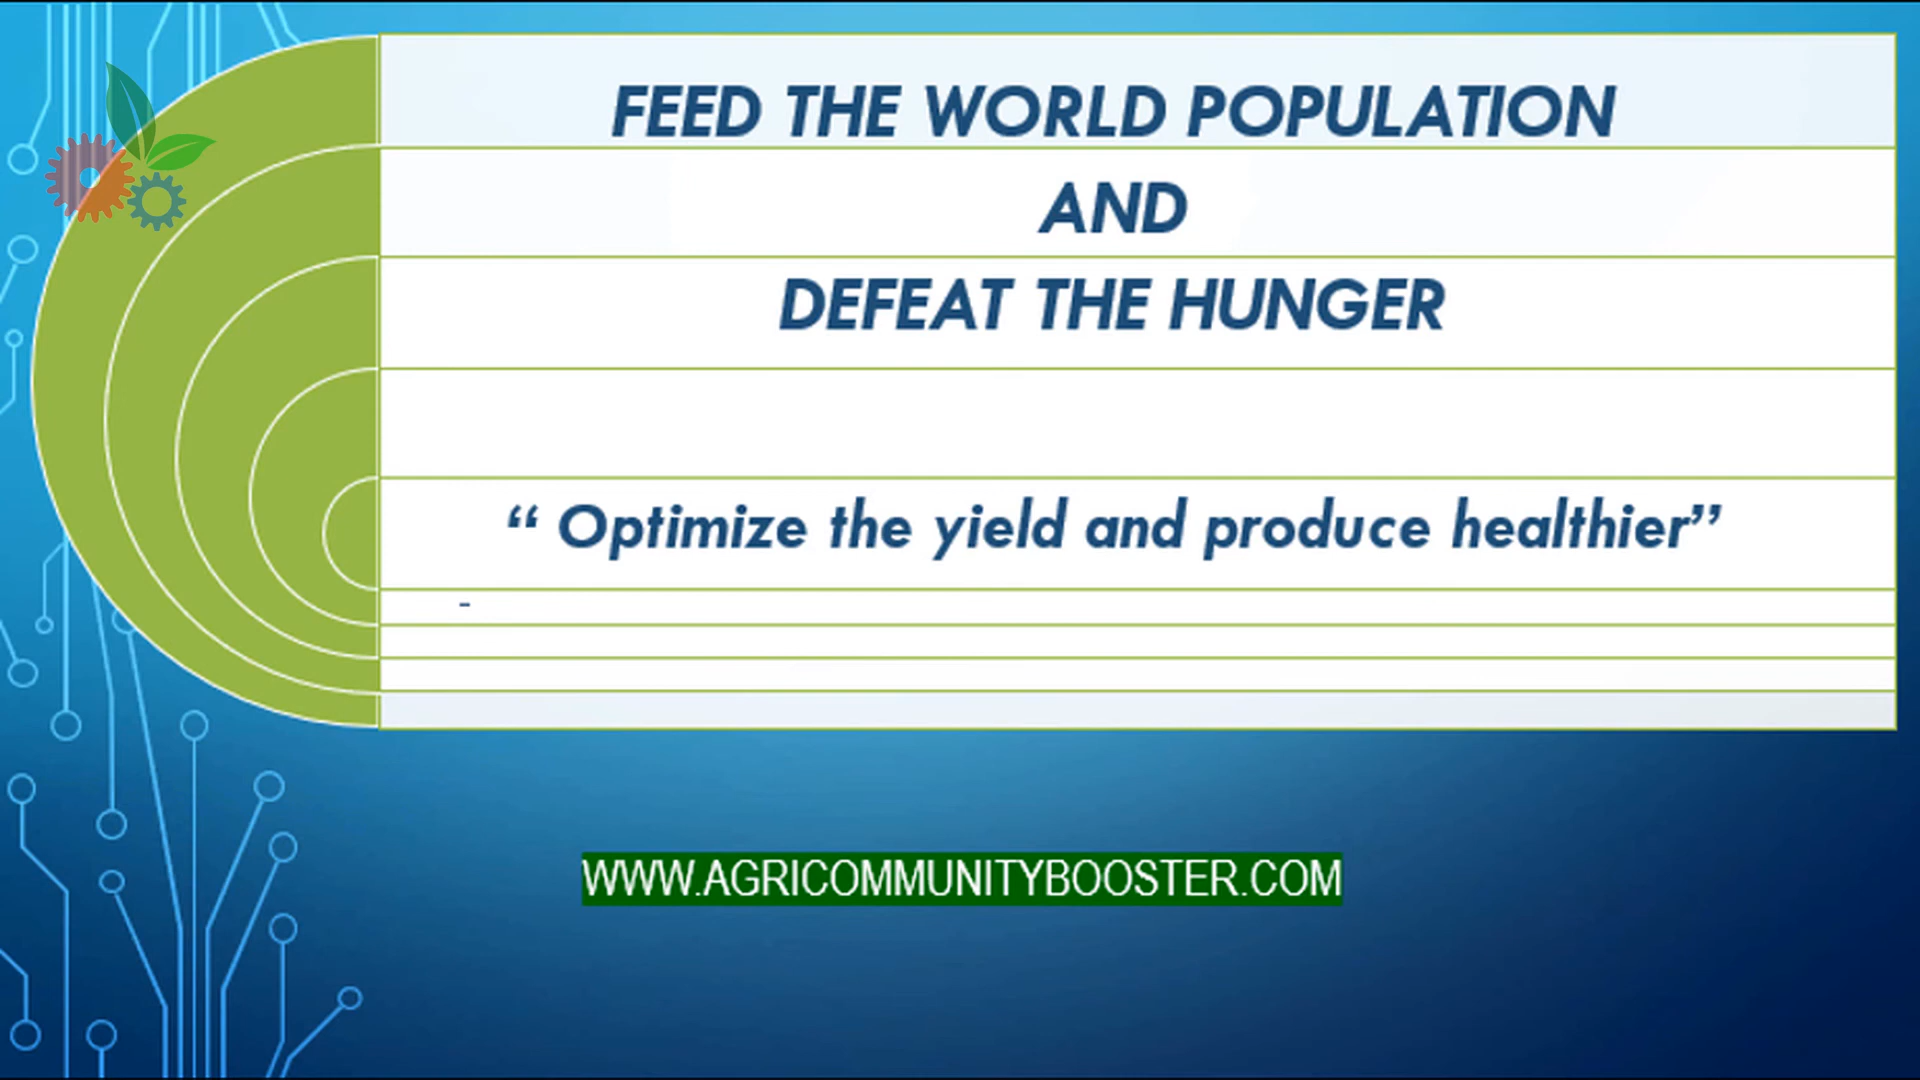 FEED THE WORLD POPULATION
AND
DEFEAT THE HUNGER
“ Optimize the yield and produce healthier”
-
WWW.AGRICOMMUNITYBOOSTER.COM